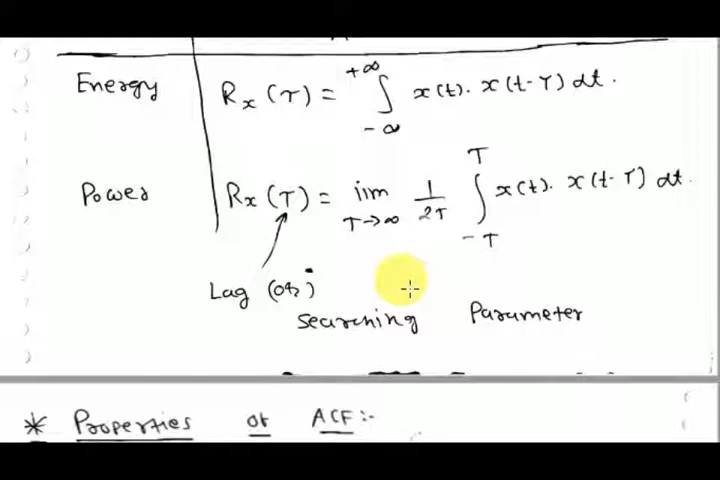 Energy Rx(τ) = ∫_{-∞}^{+∞} x(t). x(t-τ) dt.
Power Rx(τ) = lim_{T→∞} 1/2T ∫_{-T}^{T} x(t). x(t-τ) dt.
Lag (or)
Searching Parameter
* Properties of ACF:-